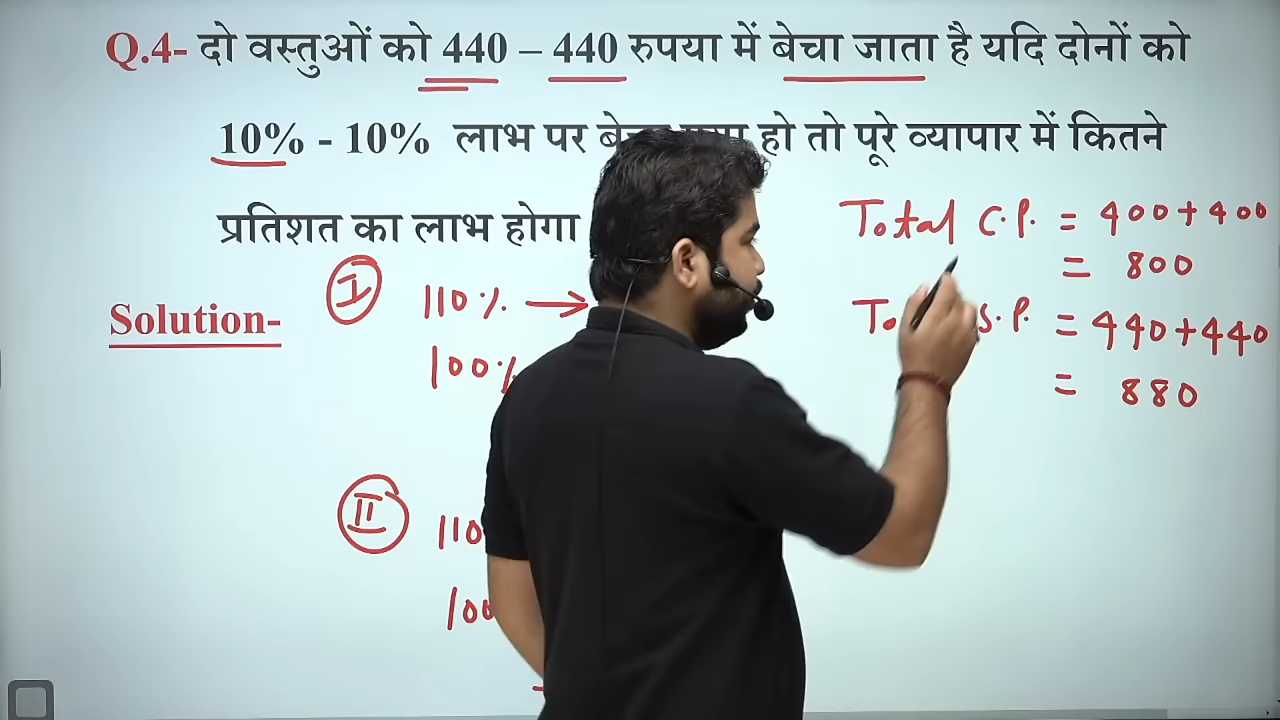 Q.4- दो वस्तुओं को 440 – 440 रुपया में बेचा जाता है यदि दोनों को
10% - 10% लाभ पर हो तो पूरे व्यापार में कितने
प्रतिशत का लाभ होगा
Solution-
I 110% →
100%
II 110
100
Total C.P. = 400+400
= 800
S.P. = 440+440
= 880